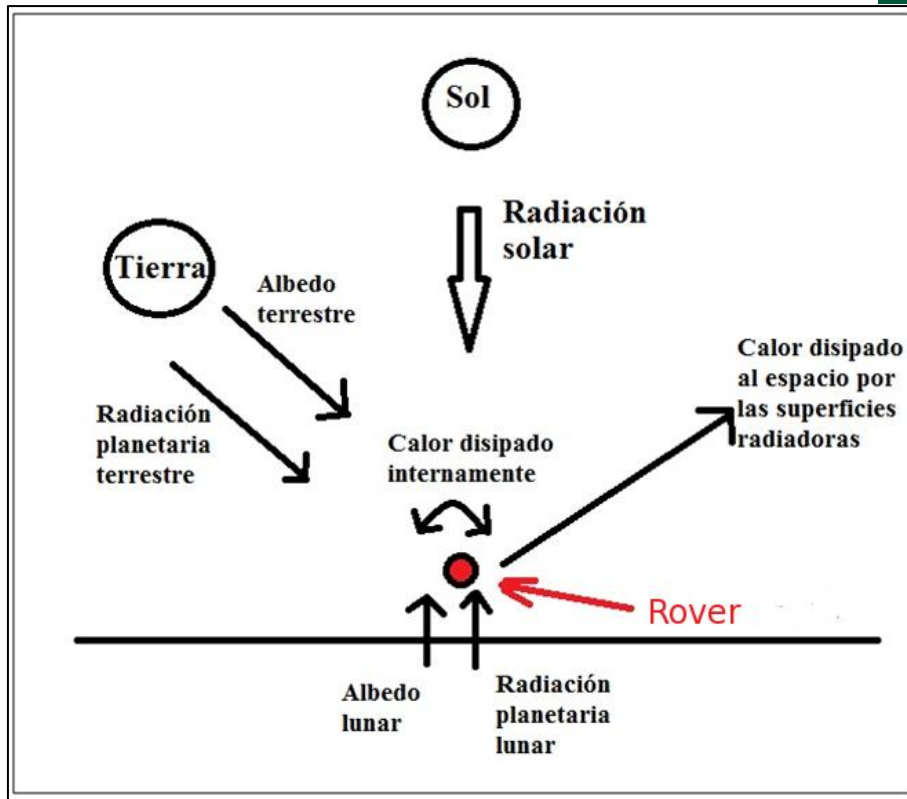 Sol
Radiación
solar
Tierra
Albedo
terrestre
Radiación
planetaria
terrestre
Calor disipado
internamente
Calor disipado
al espacio por
las superficies
radiadoras
Rover
Albedo
lunar
Radiación
planetaria
lunar